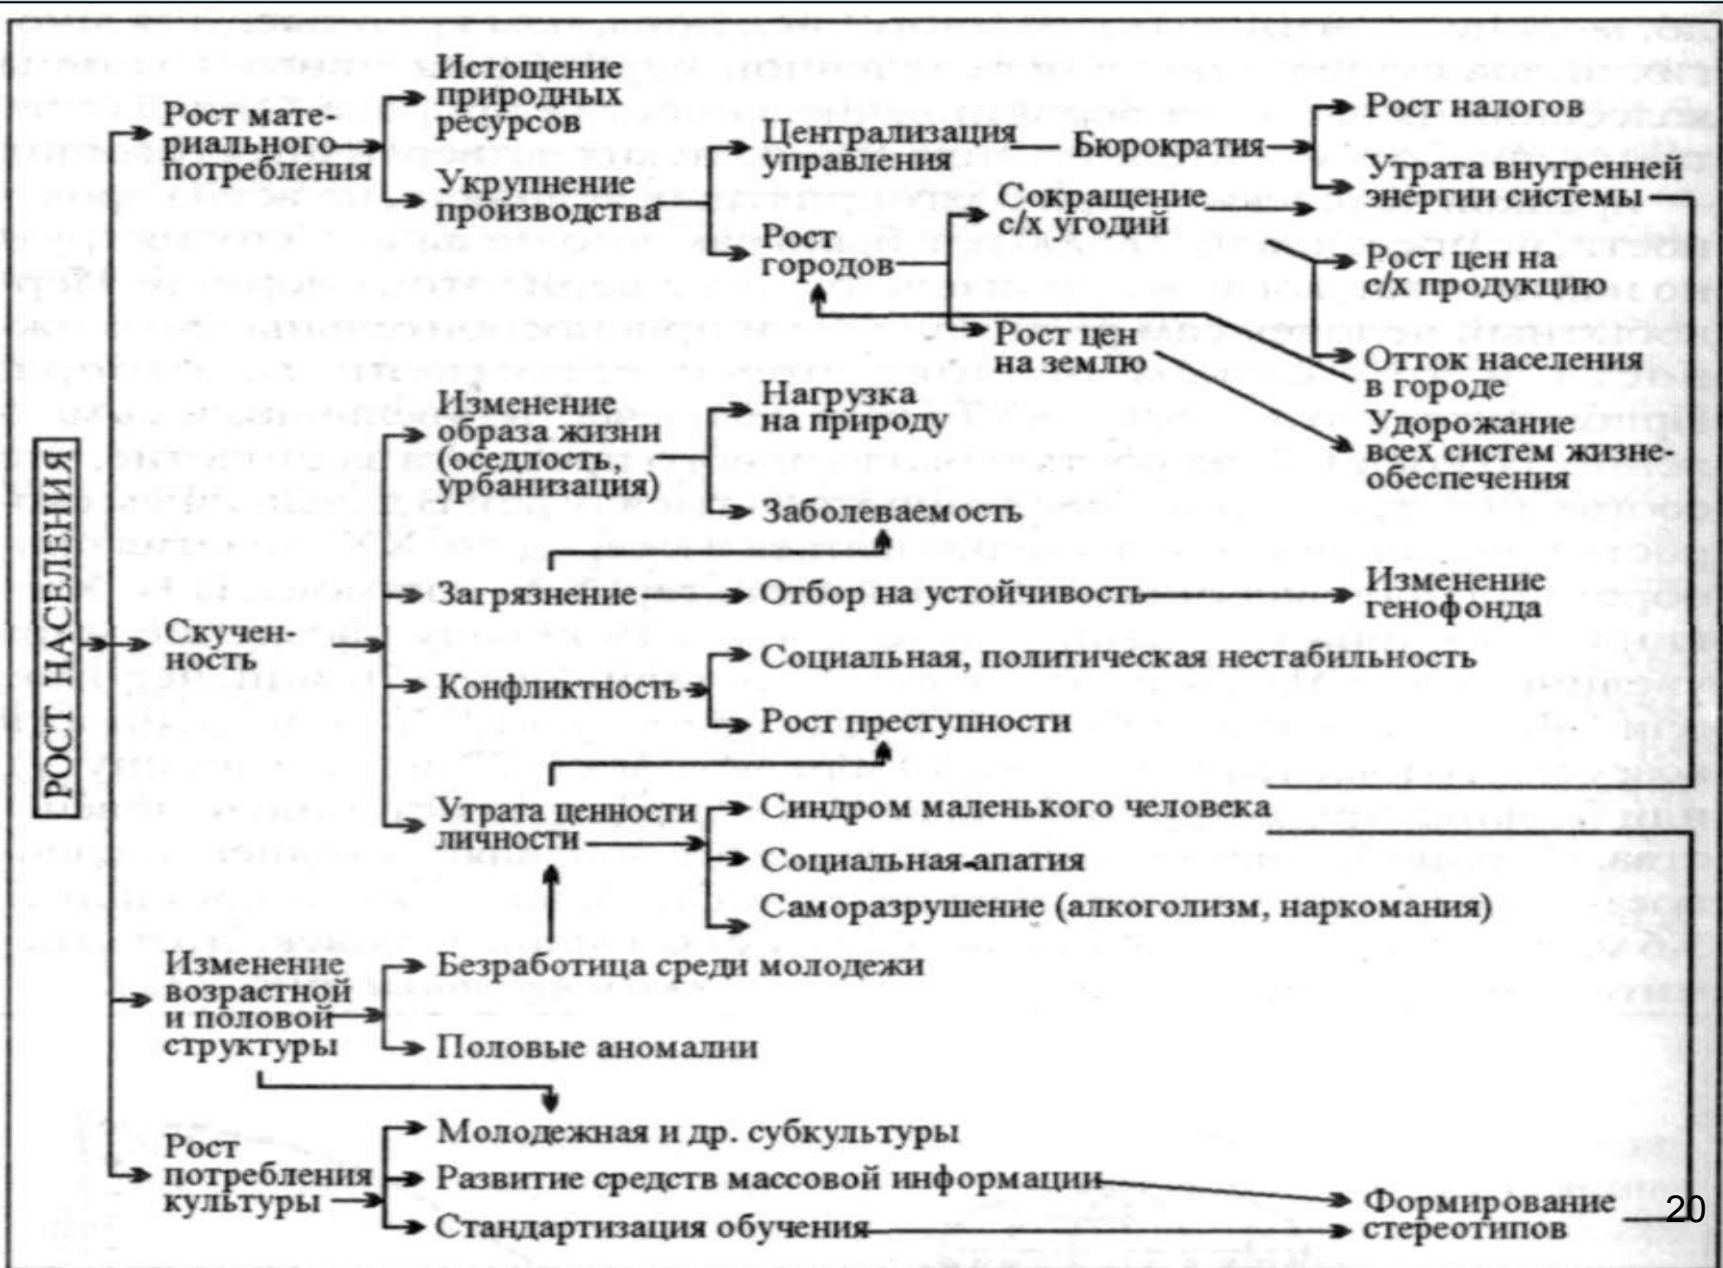 РОСТ НАСЕЛЕНИЯ
Рост мате-
риального
потребления
Истощение
природных
ресурсов
Укрупнение
производства
Централизация
управления
Бюрократия
Рост налогов
Утрата внутренней
энергии системы
Рост
городов
Сокращение
с/х угодий
Рост цен на
с/х продукцию
Отток населения
в городе
Рост цен
на землю
Удорожание
всех систем жизне-
обеспечения
Скучен-
ность
Изменение
образа жизни
(оседлость,
урбанизация)
Нагрузка
на природу
Заболеваемость
Загрязнение
Отбор на устойчивость
Изменение
генофонда
Конфликтность
Социальная, политическая нестабильность
Рост преступности
Утрата ценности
личности
Синдром маленького человека
Социальная апатия
Саморазрушение (алкоголизм, наркомания)
Изменение
возрастной
и половой
структуры
Безработица среди молодежи
Половые аномалии
Рост
потребления
культуры
Молодежная и др. субкультуры
Развитие средств массовой информации
Стандартизация обучения
Формирование
стереотипов
20